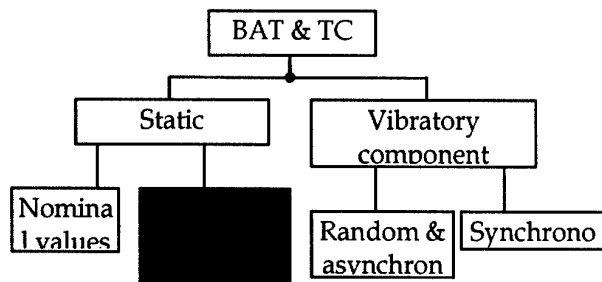 BAT & TC
Static
Vibratory
component
Nomina
l values
Random &
asynchron
Synchrono